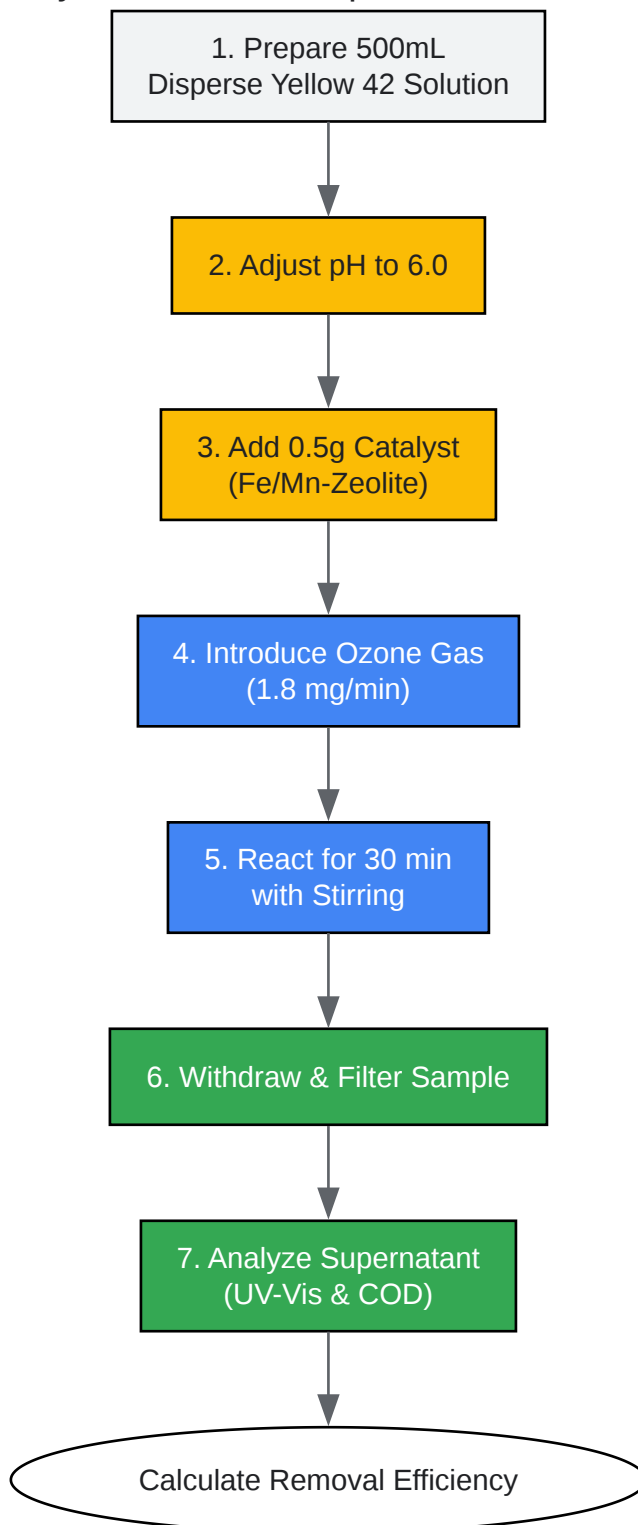 1. Prepare 500mL
Disperse Yellow 42 Solution
2. Adjust pH to 6.0
3. Add 0.5g Catalyst
(Fe/Mn-Zeolite)
4. Introduce Ozone Gas
(1.8 mg/min)
5. React for 30 min
with Stirring
6. Withdraw & Filter Sample
7. Analyze Supernatant
(UV-Vis & COD)
Calculate Removal Efficiency